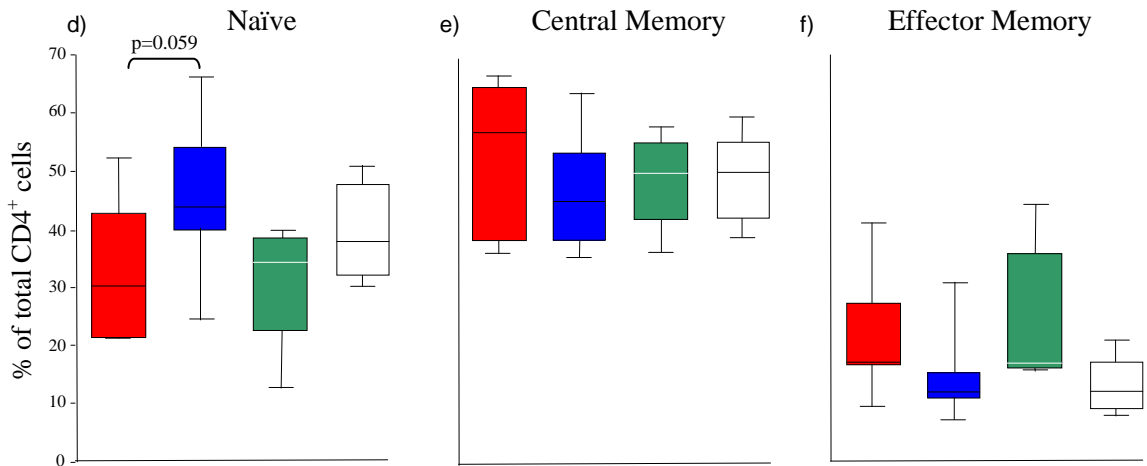 d) Naïve e) Central Memory f) Effector Memory
p=0.059
70
60
50
40
30
20
10
0
% of total CD4⁺ cells